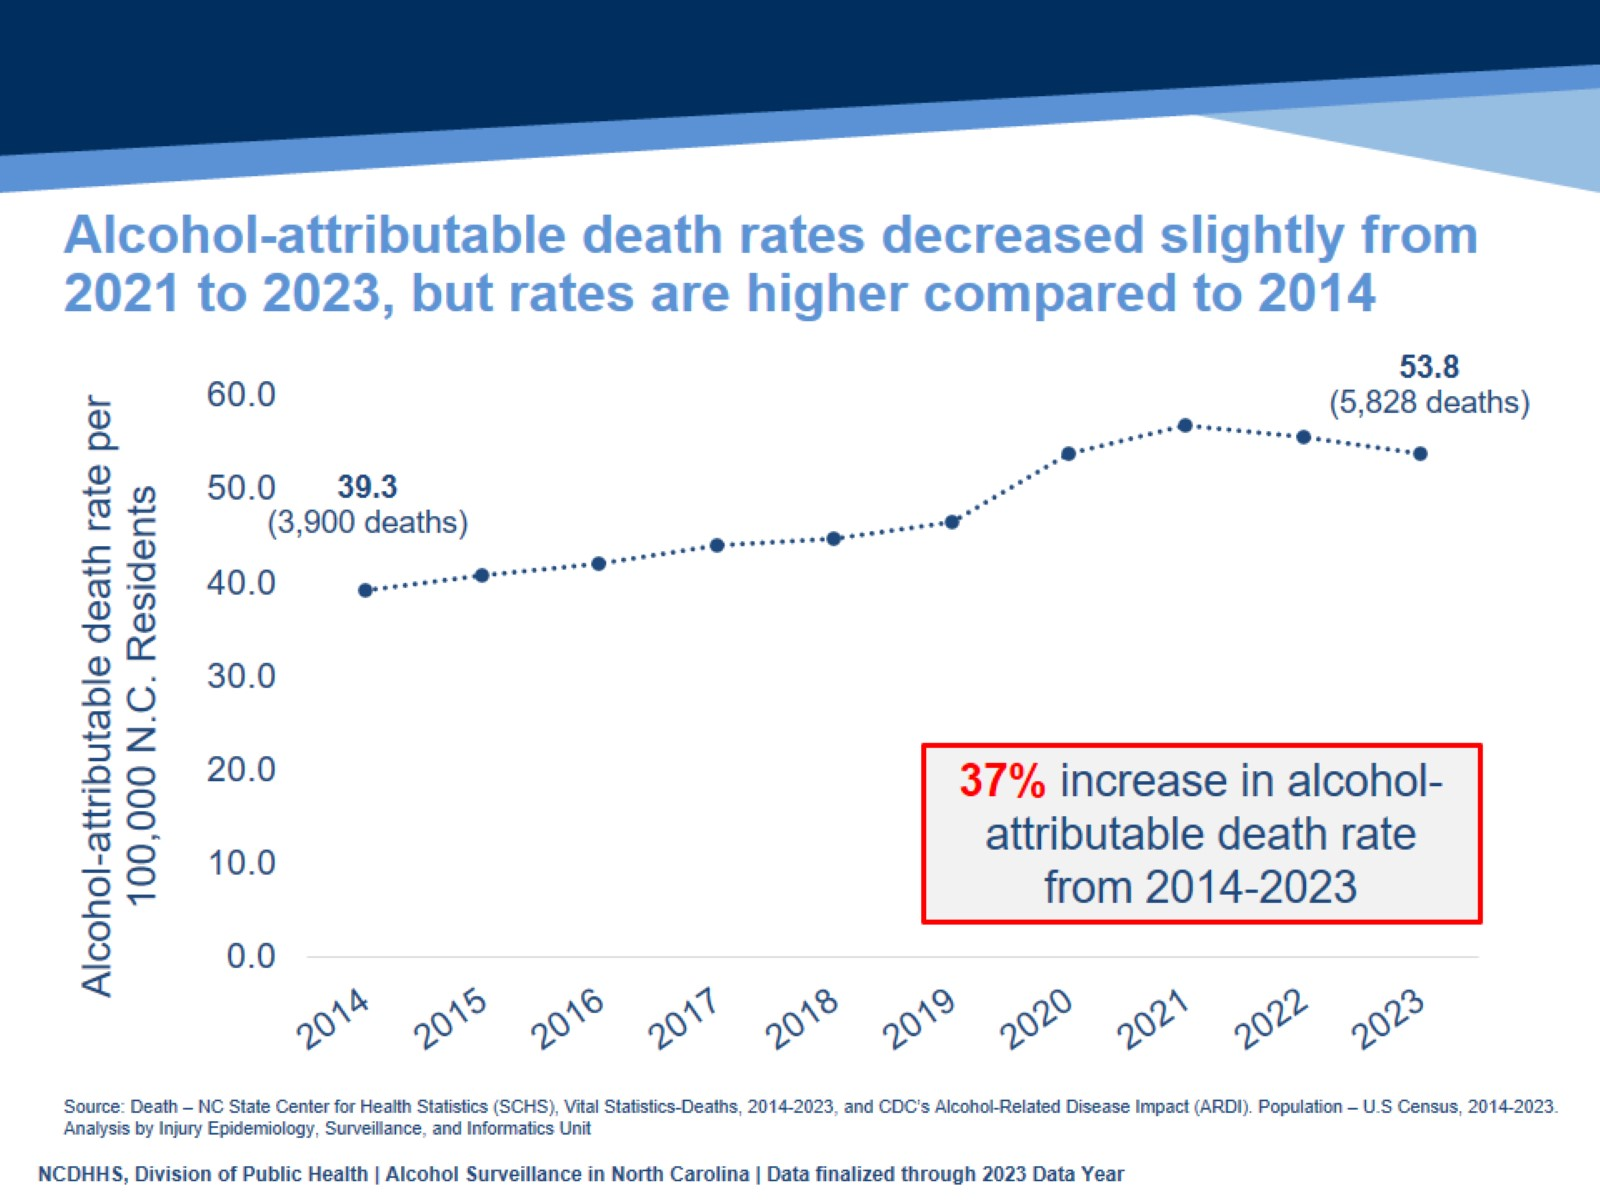 Alcohol-attributable death rates decreased slightly from
2021 to 2023, but rates are higher compared to 2014
Alcohol-attributable death rate per
100,000 N.C. Residents
60.0
50.0
40.0
30.0
20.0
10.0
0.0
39.3
(3,900 deaths)
53.8
(5,828 deaths)
37% increase in alcohol-
attributable death rate
from 2014-2023
2014
2015
2016
2017
2018
2019
2020
2021
2022
2023
Source: Death – NC State Center for Health Statistics (SCHS), Vital Statistics-Deaths, 2014-2023, and CDC's Alcohol-Related Disease Impact (ARDI). Population – U.S Census, 2014-2023.
Analysis by Injury Epidemiology, Surveillance, and Informatics Unit
NCDHHS, Division of Public Health | Alcohol Surveillance in North Carolina | Data finalized through 2023 Data Year